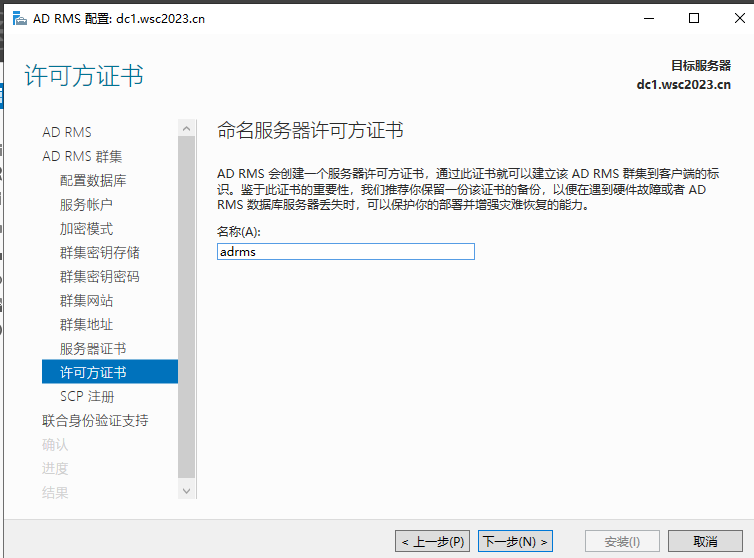 AD RMS 配置: dc1.wsc2023.cn
许可方证书
目标服务器
dc1.wsc2023.cn
AD RMS
AD RMS 群集
配置数据库
服务帐户
加密模式
群集密钥存储
群集密钥密码
群集网站
群集地址
服务器证书
许可方证书
SCP 注册
联合身份验证支持
确认
进度
结果
命名服务器许可方证书
AD RMS 会创建一个服务器许可方证书，通过此证书就可以建立该 AD RMS 群集到客户端的标
识。鉴于此证书的重要性，我们推荐你保留一份该证书的备份，以便在遇到硬件故障或者 AD
RMS 数据库服务器丢失时，可以保护你的部署并增强灾难恢复的能力。
名称(A):
adrms
< 上一步(P)
下一步(N) >
安装(I)
取消